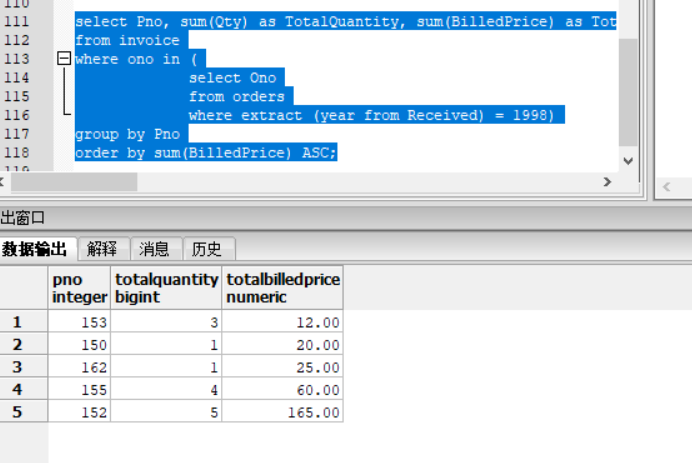 110
111 select Pno, sum(Qty) as TotalQuantity, sum(BilledPrice) as Tot
112 from invoice
113 where ono in (
114 select Ono
115 from orders
116 where extract (year from Received) = 1998)
117 group by Pno
118 order by sum(BilledPrice) ASC;
119
出窗口
数据输出 解释 消息 历史
pno totalquantity totalbilledprice
integer bigint numeric
1 153 3 12.00
2 150 1 20.00
3 162 1 25.00
4 155 4 60.00
5 152 5 165.00